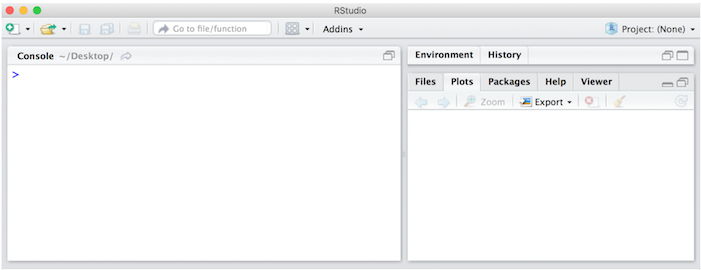 RStudio
Go to file/function
Addins
Project: (None)
Console ~/Desktop/
>
Environment History
Files Plots Packages Help Viewer
Zoom Export